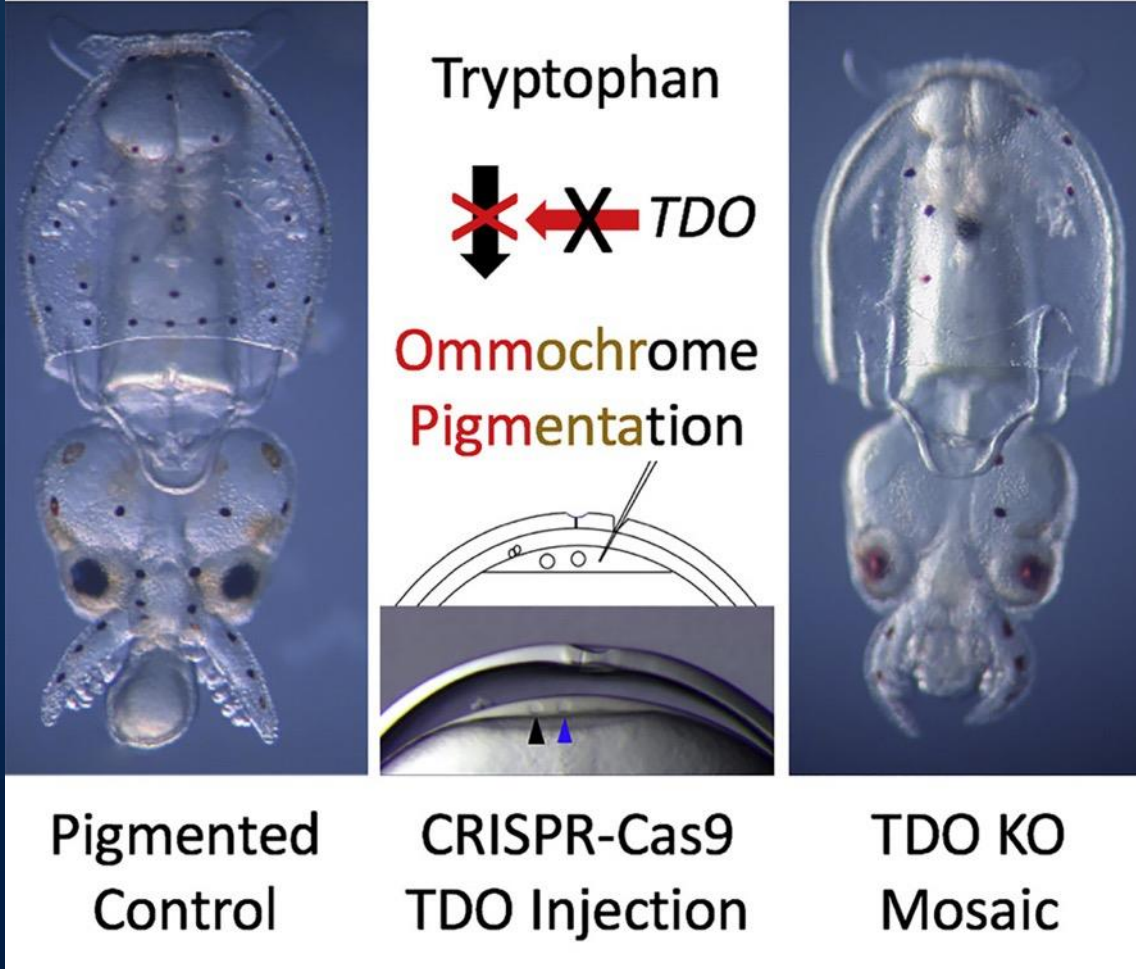 Tryptophan
TDO
Ommochrome
Pigmentation
Pigmented
Control
CRISPR-Cas9
TDO Injection
TDO KO
Mosaic